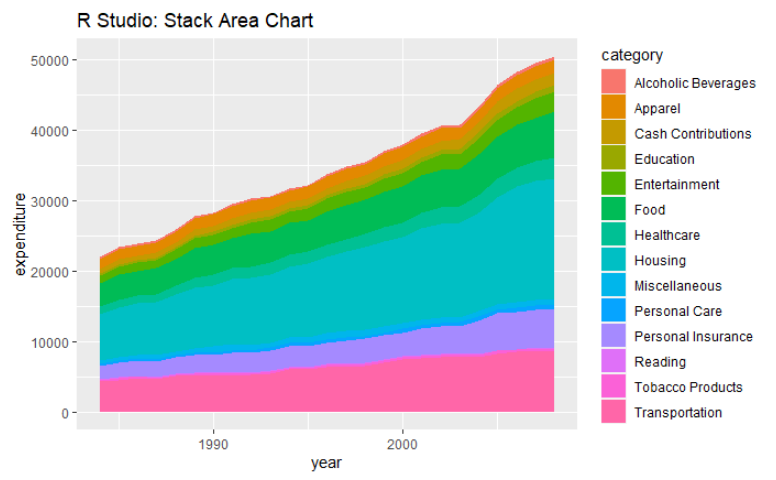 R Studio: Stack Area Chart
50000
40000
30000
20000
10000
0
expenditure
1990
2000
year
category
Alcoholic Beverages
Apparel
Cash Contributions
Education
Entertainment
Food
Healthcare
Housing
Miscellaneous
Personal Care
Personal Insurance
Reading
Tobacco Products
Transportation